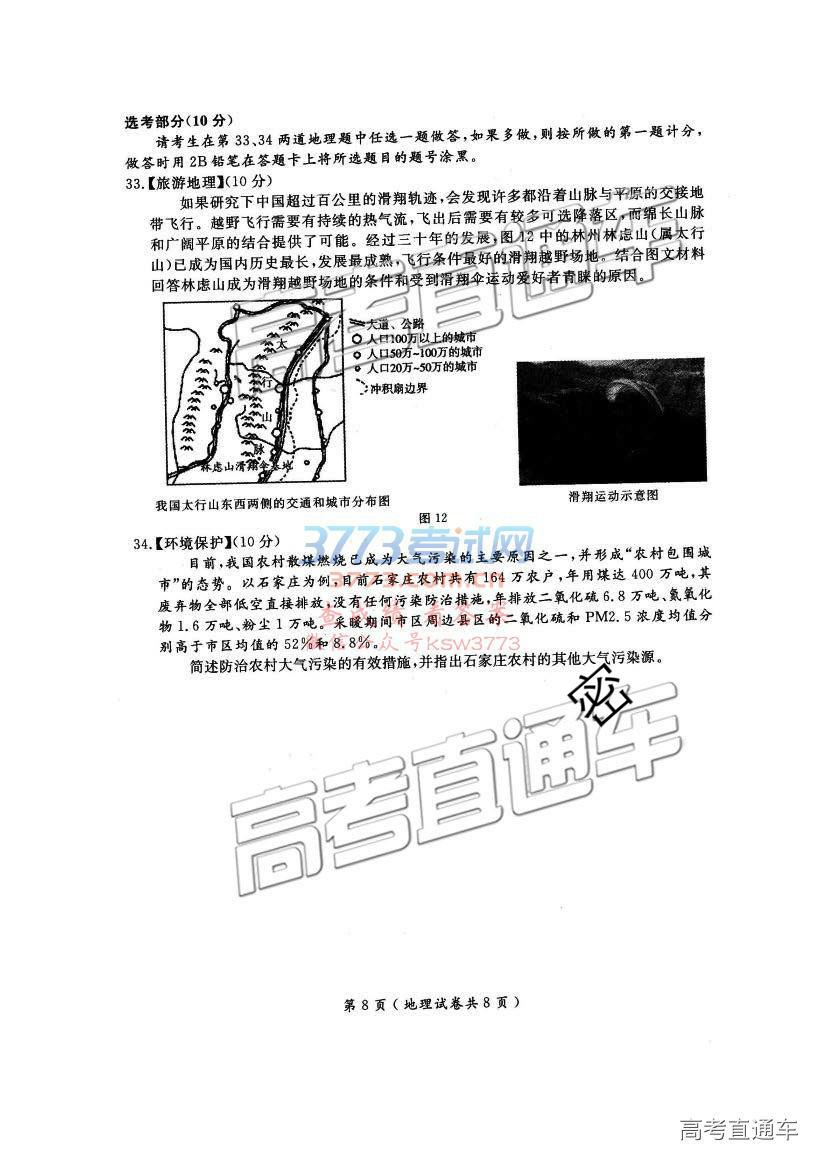 选考部分(10分)
请考生在第33、34两道地理题中任选一题做答,如果多做,则按所做的第一题计分,
做答时用2B铅笔在答题卡上将所选题目的题号涂黑。
33.【旅游地理】(10分)
如果研究下中国超过百公里的滑翔轨迹,会发现许多都沿着山脉与平原的交接地
带飞行。越野飞行需要有持续的热气流,飞出后需要有较多可选降落区,而绵长山脉
和广阔平原的结合提供了可能。经过三十年的发展,图12中的林州林虑山(属太行
山)已成为国内历史最长,发展最成熟,飞行条件最好的滑翔越野场地。结合图文材料
回答林虑山成为滑翔越野场地的条件和受到滑翔伞运动爱好者青睐的原因。
太
行
山
脉
林虑山滑翔伞基地
大道、公路
人口100万以上的城市
人口50万~100万的城市
人口20万~50万的城市
冲积扇边界
我国太行山东西两侧的交通和城市分布图
滑翔运动示意图
图12
34.【环境保护】(10分)
目前,我国农村散煤燃烧已成为大气污染的主要原因之一,并形成“农村包围城
市”的态势。以石家庄为例,目前石家庄农村共有164万农户,年用煤达400万吨,其
废弃物全部低空直接排放,没有任何污染防治措施,年排放二氧化硫6.8万吨、氮氧化
物1.6万吨、粉尘1万吨。采暖期间市区周边县区的二氧化硫和PM2.5浓度均值分
别高于市区均值的52%和8.8%。
简述防治农村大气污染的有效措施,并指出石家庄农村的其他大气污染源。
密
高考直通车
高考直通车
3773考试网
3773.com.cn
查成绩 看答案
微信公众号ksw3773
第8页(地理试卷共8页)
高考直通车